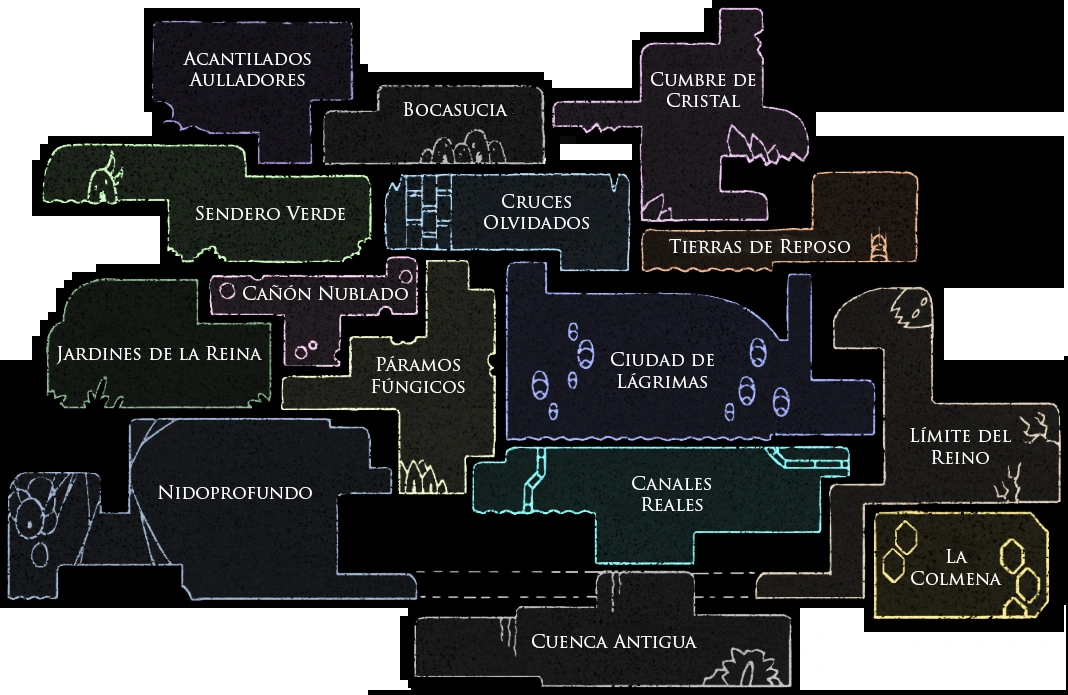 ACANTILADOS
AULLADORES
BOCASUCIA
CUMBRE DE
CRISTAL
SENDERO VERDE
CRUCES
OLVIDADOS
TIERRAS DE REPOSO
CAÑÓN NUBLADO
JARDINES DE LA REINA
PÁRAMOS
FÚNGICOS
CIUDAD DE
LÁGRIMAS
LÍMITE DEL
REINO
NIDOPROFUNDO
CANALES
REALES
LA
COLMENA
CUENCA ANTIGUA